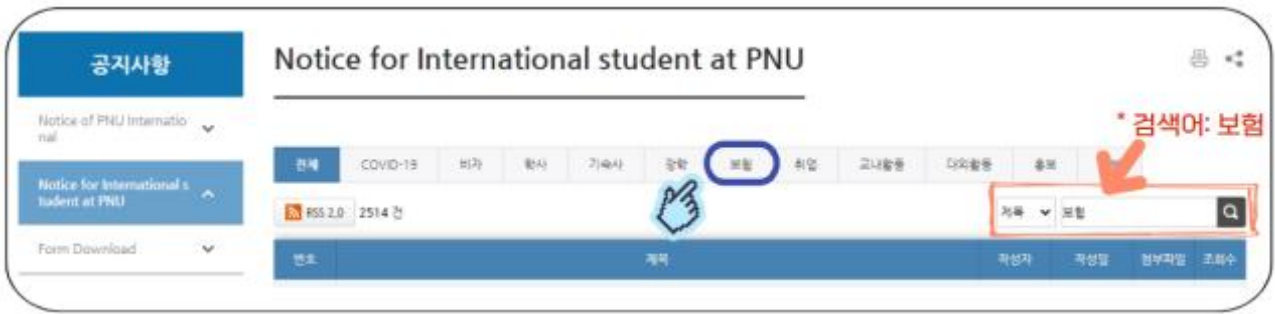 공지사항
Notice of PNU Internatio
nal
Notice for International s
tudent at PNU
Form Download
Notice for International student at PNU
* 검색어: 보험
전체 COVID-19 비자 학사 기숙사 장학 보험 취업 교내활동 대외활동 홍보
RSS 2.0 2514 건
제목 보험
번호 제목 작성자 작성일 첨부파일 조회수